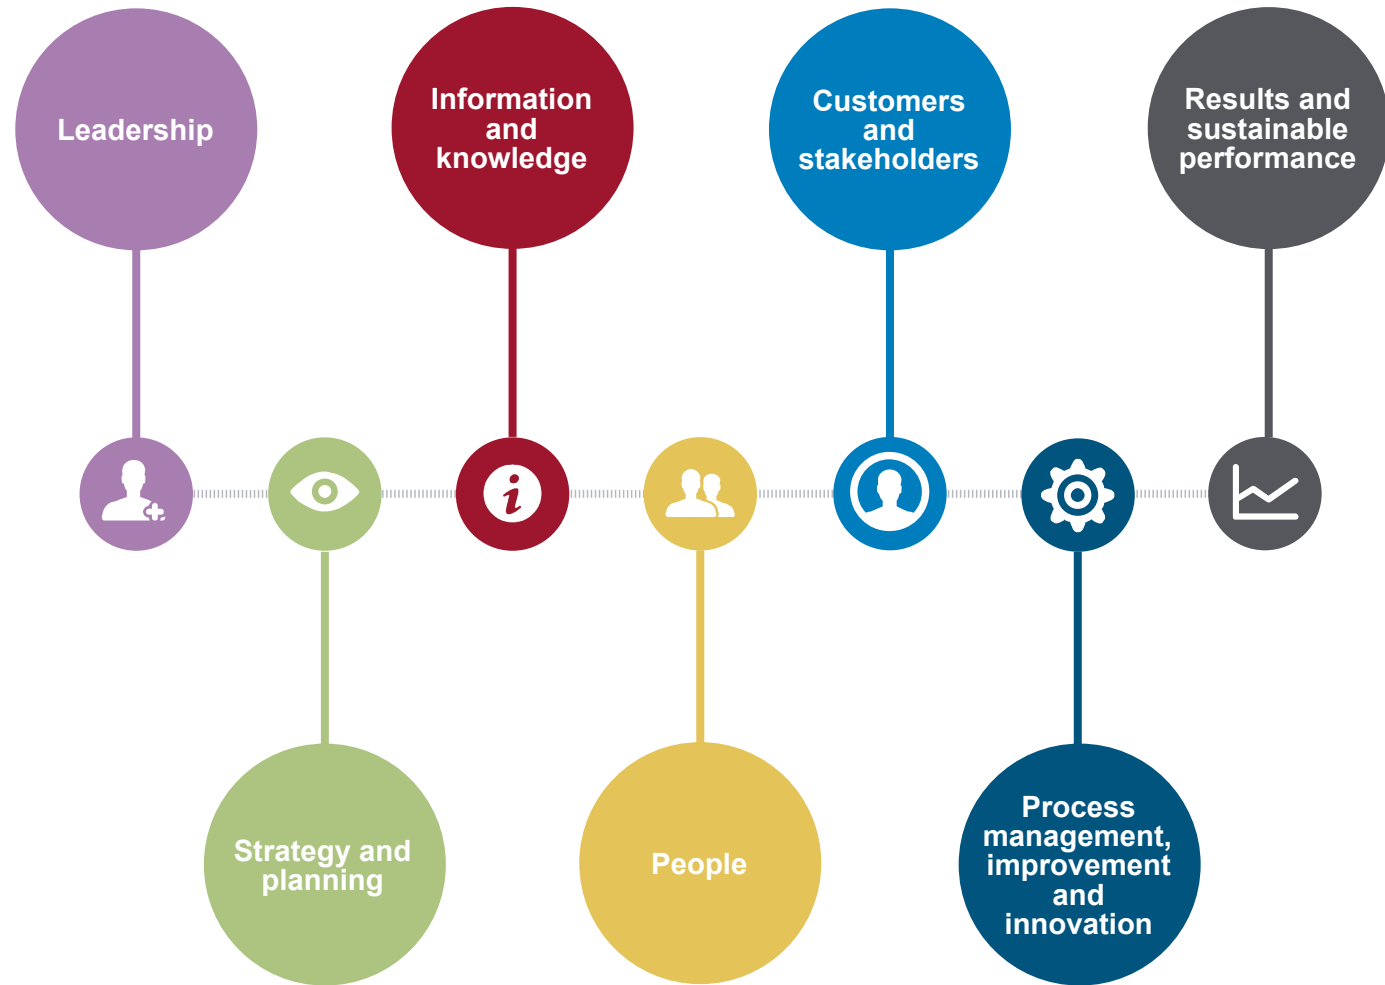 Leadership
Information
and
knowledge
Customers
and
stakeholders
Results and
sustainable
performance
i
Strategy and
planning
People
Process
management,
improvement
and
innovation